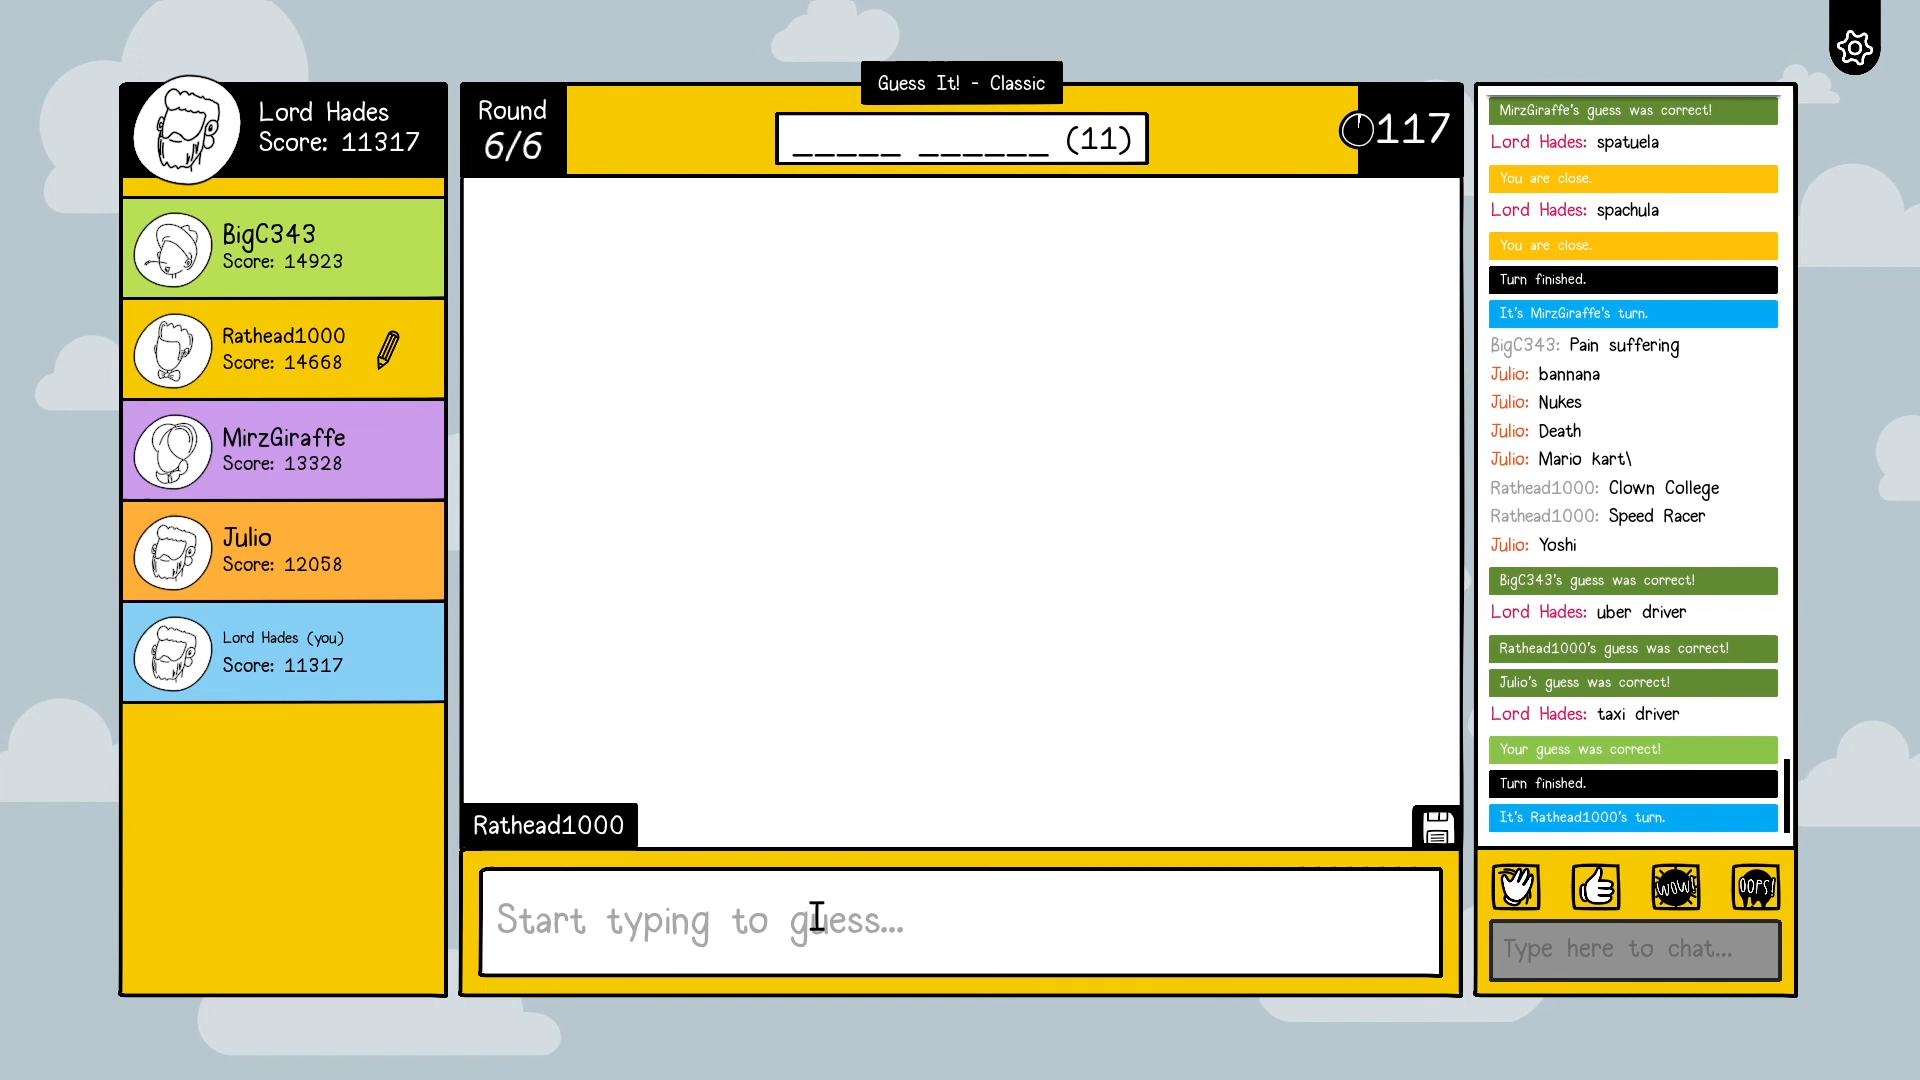 Lord Hades
Score: 11317
BigC343
Score: 14923
Rathead1000
Score: 14668
MirzGiraffe
Score: 13328
Julio
Score: 12058
Lord Hades (you)
Score: 11317
Guess It! - Classic
Round
6/6
_____ ______ (11)
117
Rathead1000
Start typing to guess...
MirzGiraffe's guess was correct!
Lord Hades: spatuela
You are close.
Lord Hades: spachula
You are close.
Turn finished.
It's MirzGiraffe's turn.
BigC343: Pain suffering
Julio: bannana
Julio: Nukes
Julio: Death
Julio: Mario kart\
Rathead1000: Clown College
Rathead1000: Speed Racer
Julio: Yoshi
BigC343's guess was correct!
Lord Hades: uber driver
Rathead1000's guess was correct!
Julio's guess was correct!
Lord Hades: taxi driver
Your guess was correct!
Turn finished.
It's Rathead1000's turn.
WOW! OOPS!
Type here to chat...